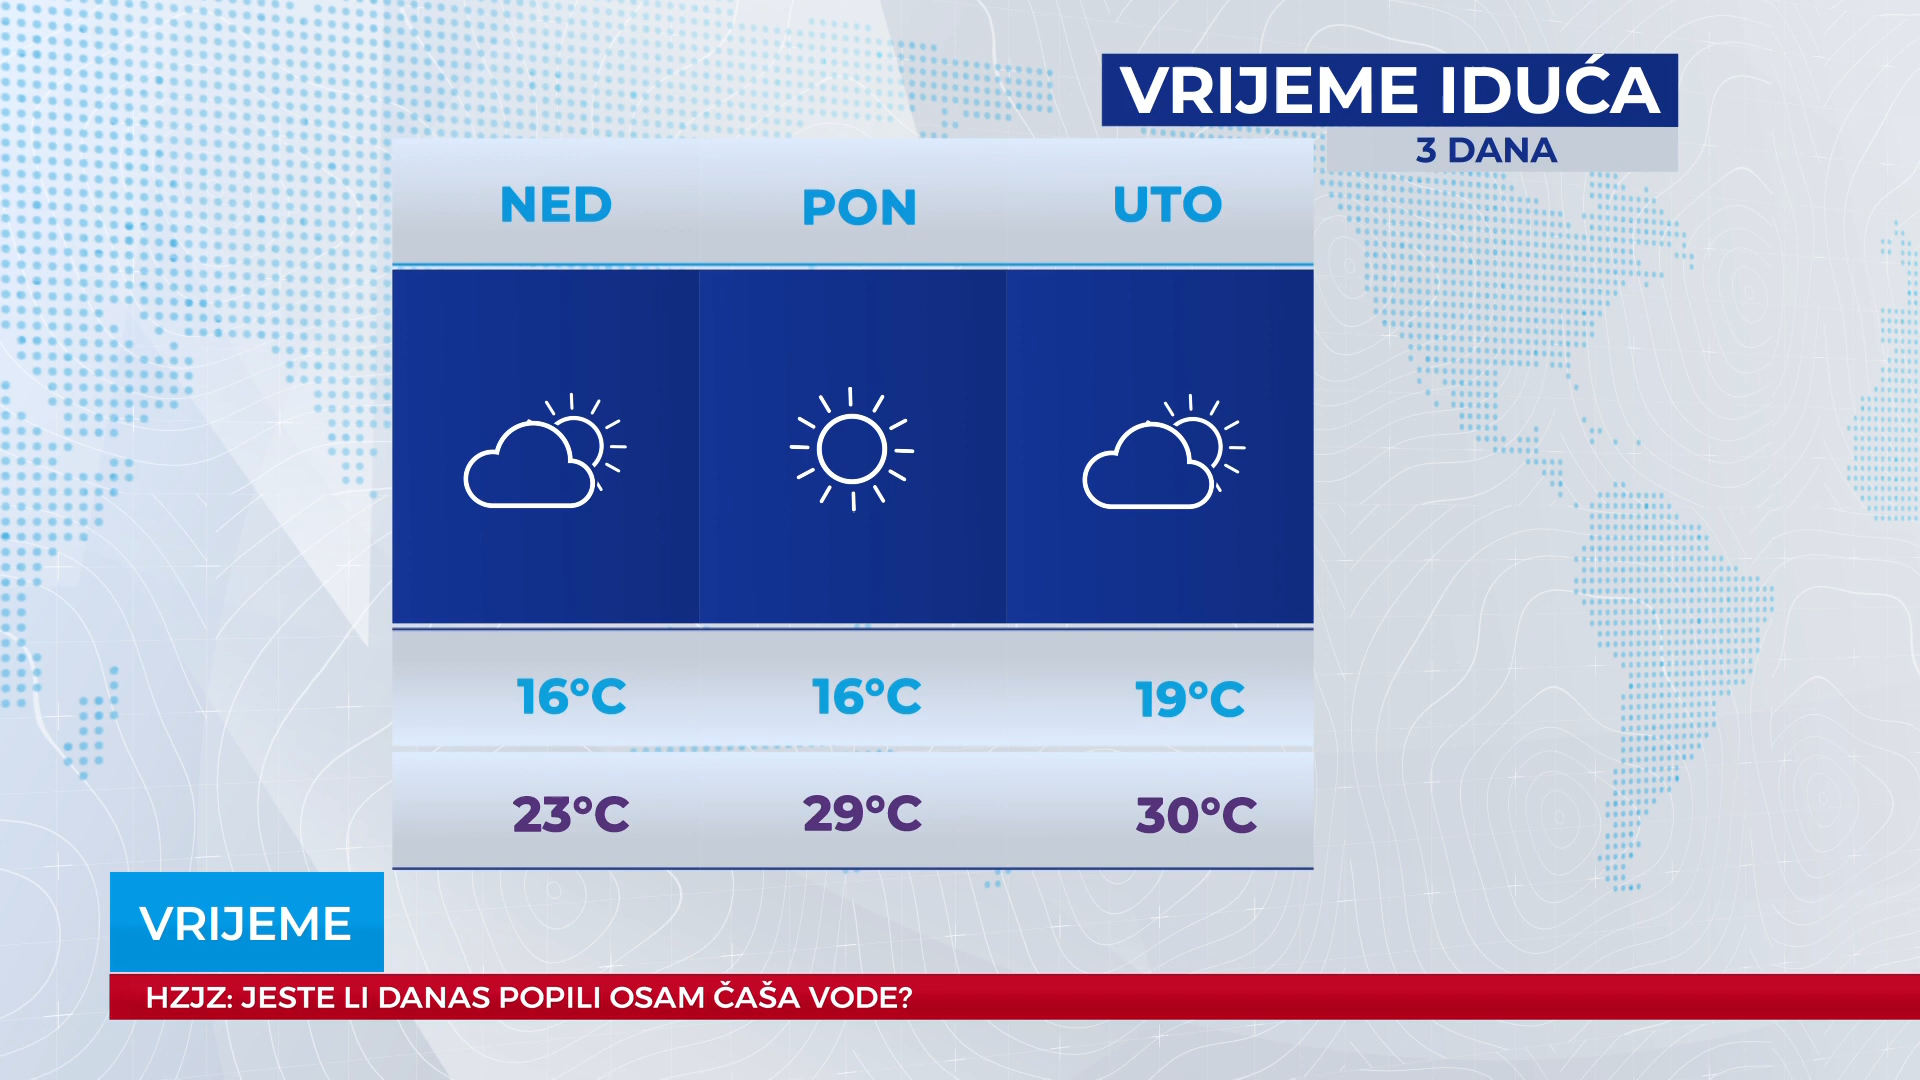 VRIJEME IDUĆA
3 DANA
NED PON UTO
16°C 16°C 19°C
23°C 29°C 30°C
VRIJEME
HZJZ: JESTE LI DANAS POPILI OSAM ČAŠA VODE?